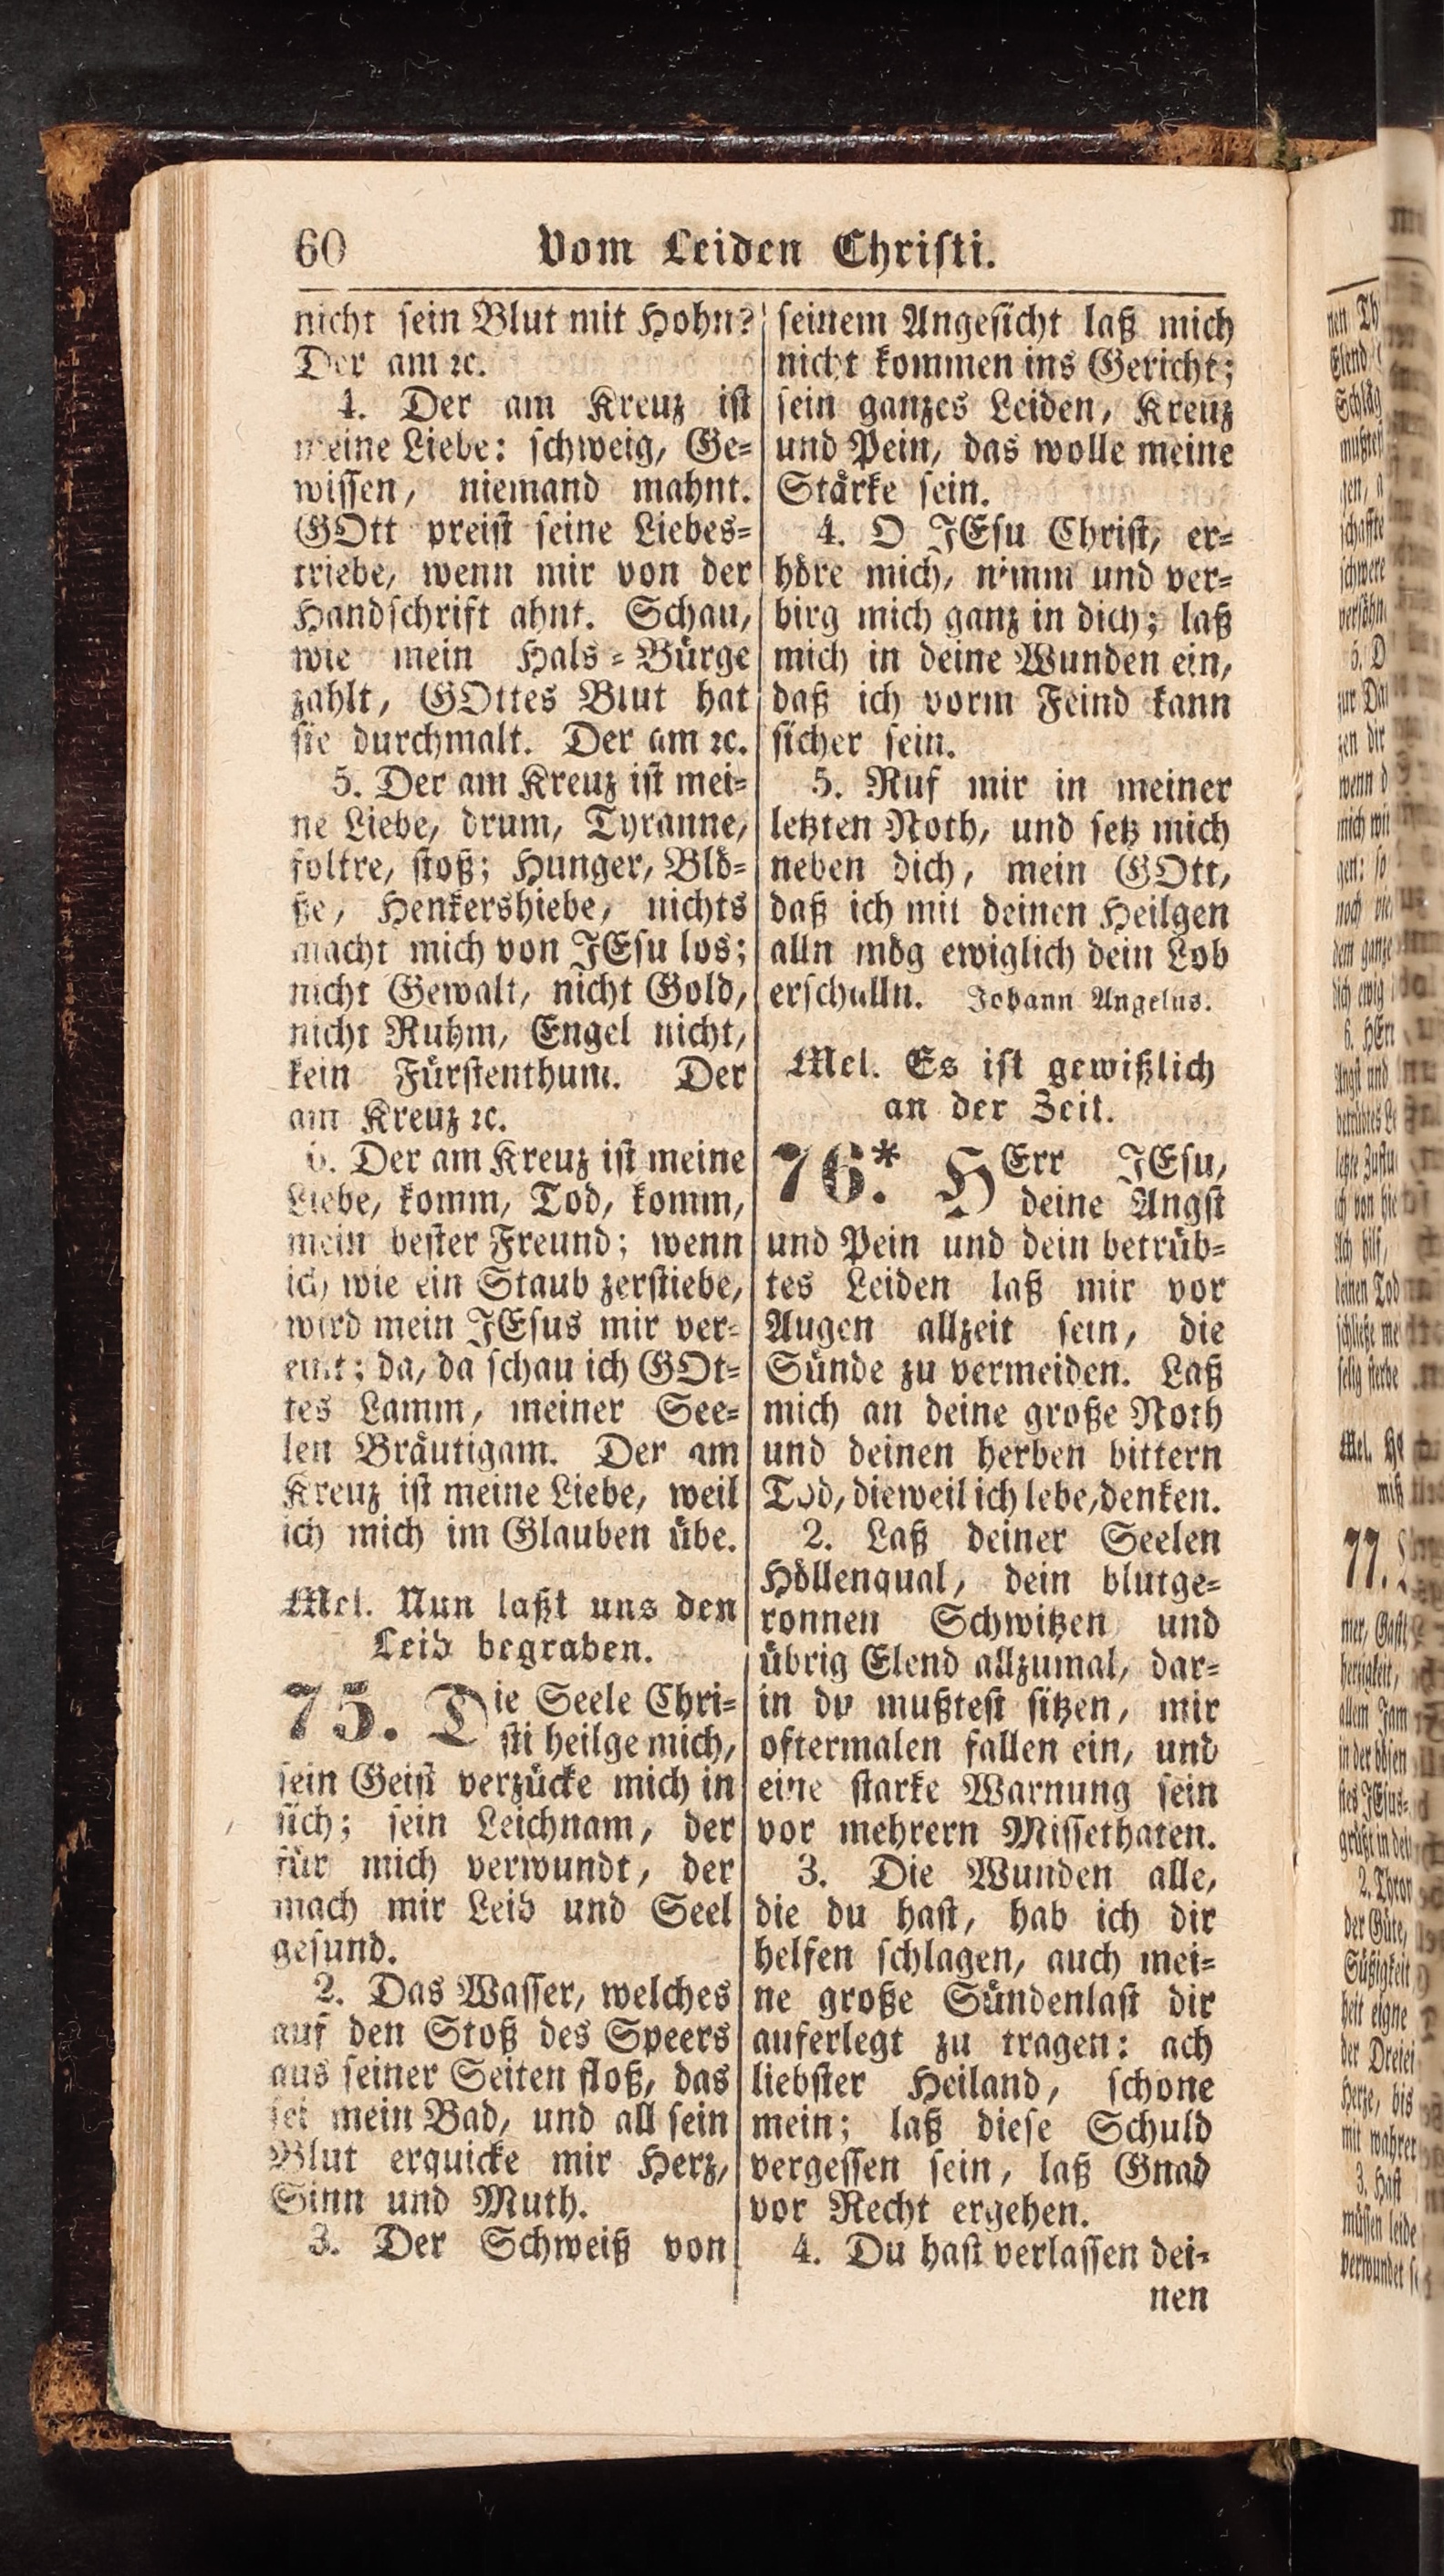 60 Vom Leiden Christi.
nicht sein Blut mit Hohn?
Der am ꝛc.
4. Der am Kreuz ist
meine Liebe: schweig, Ge=
wissen, niemand mahnt.
GOtt preist seine Liebes=
triebe, wenn mir von der
Handschrift ahnt. Schau,
wie mein Hals=Bürge
zahlt, GOttes Blut hat
sie durchmalt. Der am ꝛc.
5. Der am Kreuz ist mei=
ne Liebe, drum, Tyranne,
foltre, stoß; Hunger, Blö=
ße, Henkershiebe, nichts
macht mich von JEsu los;
nicht Gewalt, nicht Gold,
nicht Ruhm, Engel nicht,
kein Fürstenthum. Der
am Kreuz ꝛc.
6. Der am Kreuz ist meine
Liebe, komm, Tod, komm,
mein bester Freund; wenn
ich wie ein Staub zerstiebe,
wird mein JEsus mir ver=
eint; da, da schau ich GOt=
tes Lamm, meiner See=
len Bräutigam. Der am
Kreuz ist meine Liebe, weil
ich mich im Glauben übe.
Mel. Nun laßt uns den
Leib begraben.
75. Die Seele Chri=
sti heilge mich,
sein Geist verzücke mich in
sich; sein Leichnam, der
für mich verwundt, der
mach mir Leib und Seel
gesund.
2. Das Wasser, welches
auf den Stoß des Speers
aus seiner Seiten floß, das
sei mein Bad, und all sein
Blut erquicke mir Herz,
Sinn und Muth.
3. Der Schweiß von
seinem Angesicht laß mich
nicht kommen ins Gericht;
sein ganzes Leiden, Kreuz
und Pein, das wolle meine
Stärke sein.
4. O JEsu Christ, er=
höre mich, nimm und ver=
birg mich ganz in dich; laß
mich in deine Wunden ein,
daß ich vorm Feind kann
sicher sein.
5. Ruf mir in meiner
letzten Noth, und setz mich
neben dich, mein GOtt,
daß ich mit deinen Heilgen
alln mög ewiglich dein Lob
erschalln. Johann Angelus.
Mel. Es ist gewißlich
an der Zeit.
76.* HErr JEsu,
deine Angst
und Pein und dein betrüb=
tes Leiden laß mir vor
Augen allzeit sein, die
Sünde zu vermeiden. Laß
mich an deine große Noth
und deinen herben bittern
Tod, dieweil ich lebe, denken.
2. Laß deiner Seelen
Höllenqual, dein blutge=
ronnen Schwitzen und
übrig Elend allzumal, dar=
in du mußtest sitzen, mir
oftermalen fallen ein, und
eine starke Warnung sein
vor mehrern Missethaten.
3. Die Wunden alle,
die du hast, hab ich dir
helfen schlagen, auch mei=
ne große Sündenlast dir
auferlegt zu tragen: ach
liebster Heiland, schone
mein; laß diese Schuld
vergessen sein, laß Gnad
vor Recht ergehen.
4. Du hast verlassen dei=
nen